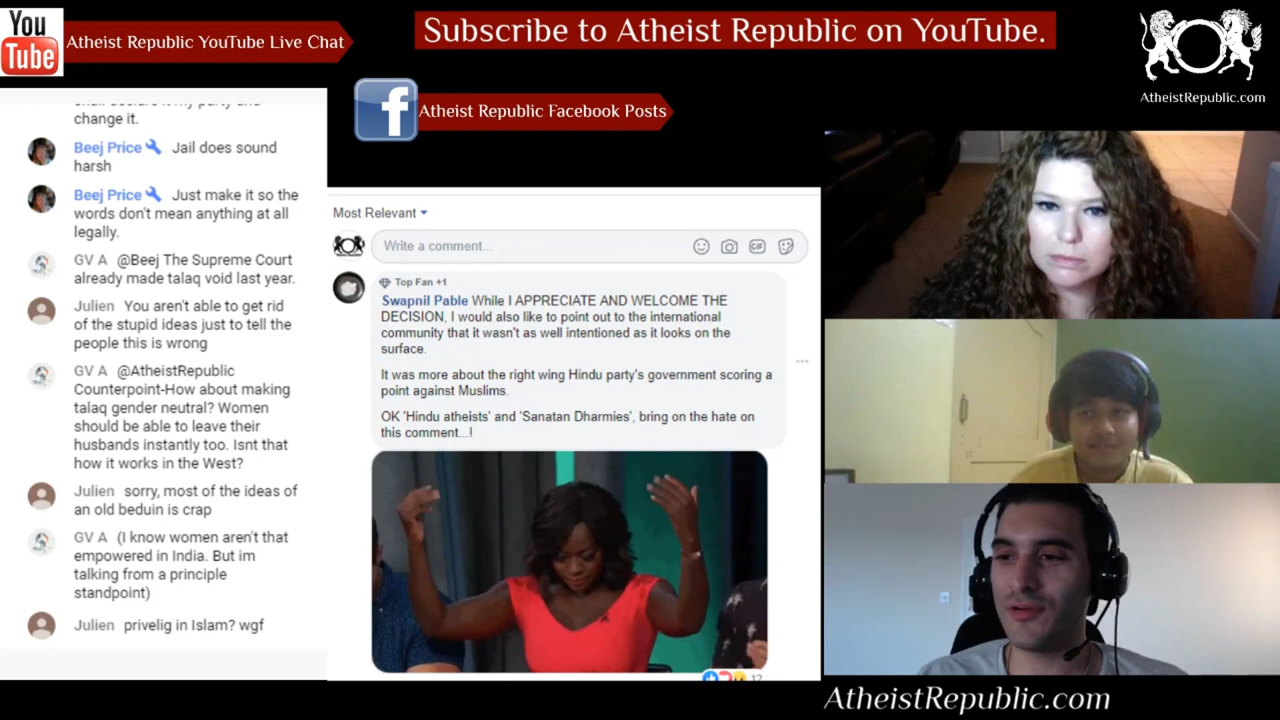 You
Tube
Atheist Republic YouTube Live Chat
Subscribe to Atheist Republic on YouTube.
AtheistRepublic.com
Atheist Republic Facebook Posts
change it.
Beej Price Jail does sound
harsh
Beej Price Just make it so the
words don't mean anything at all
legally.
GV A @Beej The Supreme Court
already made talaq void last year.
Julien You aren't able to get rid
of the stupid ideas just to tell the
people this is wrong
GV A @AtheistRepublic
Counterpoint-How about making
talaq gender neutral? Women
should be able to leave their
husbands instantly too. Isnt that
how it works in the West?
Julien sorry, most of the ideas of
an old beduin is crap
GV A (I know women aren't that
empowered in India. But im
talking from a principle
standpoint)
Julien privelig in Islam? wgf
Most Relevant
Write a comment...
GIF
Top Fan +1
Swapnil Pable While I APPRECIATE AND WELCOME THE
DECISION, I would also like to point out to the international
community that it wasn't as well intentioned as it looks on the
surface.
It was more about the right wing Hindu party's government scoring a
point against Muslims.
OK 'Hindu atheists' and 'Sanatan Dharmies', bring on the hate on
this comment...!
12
AtheistRepublic.com